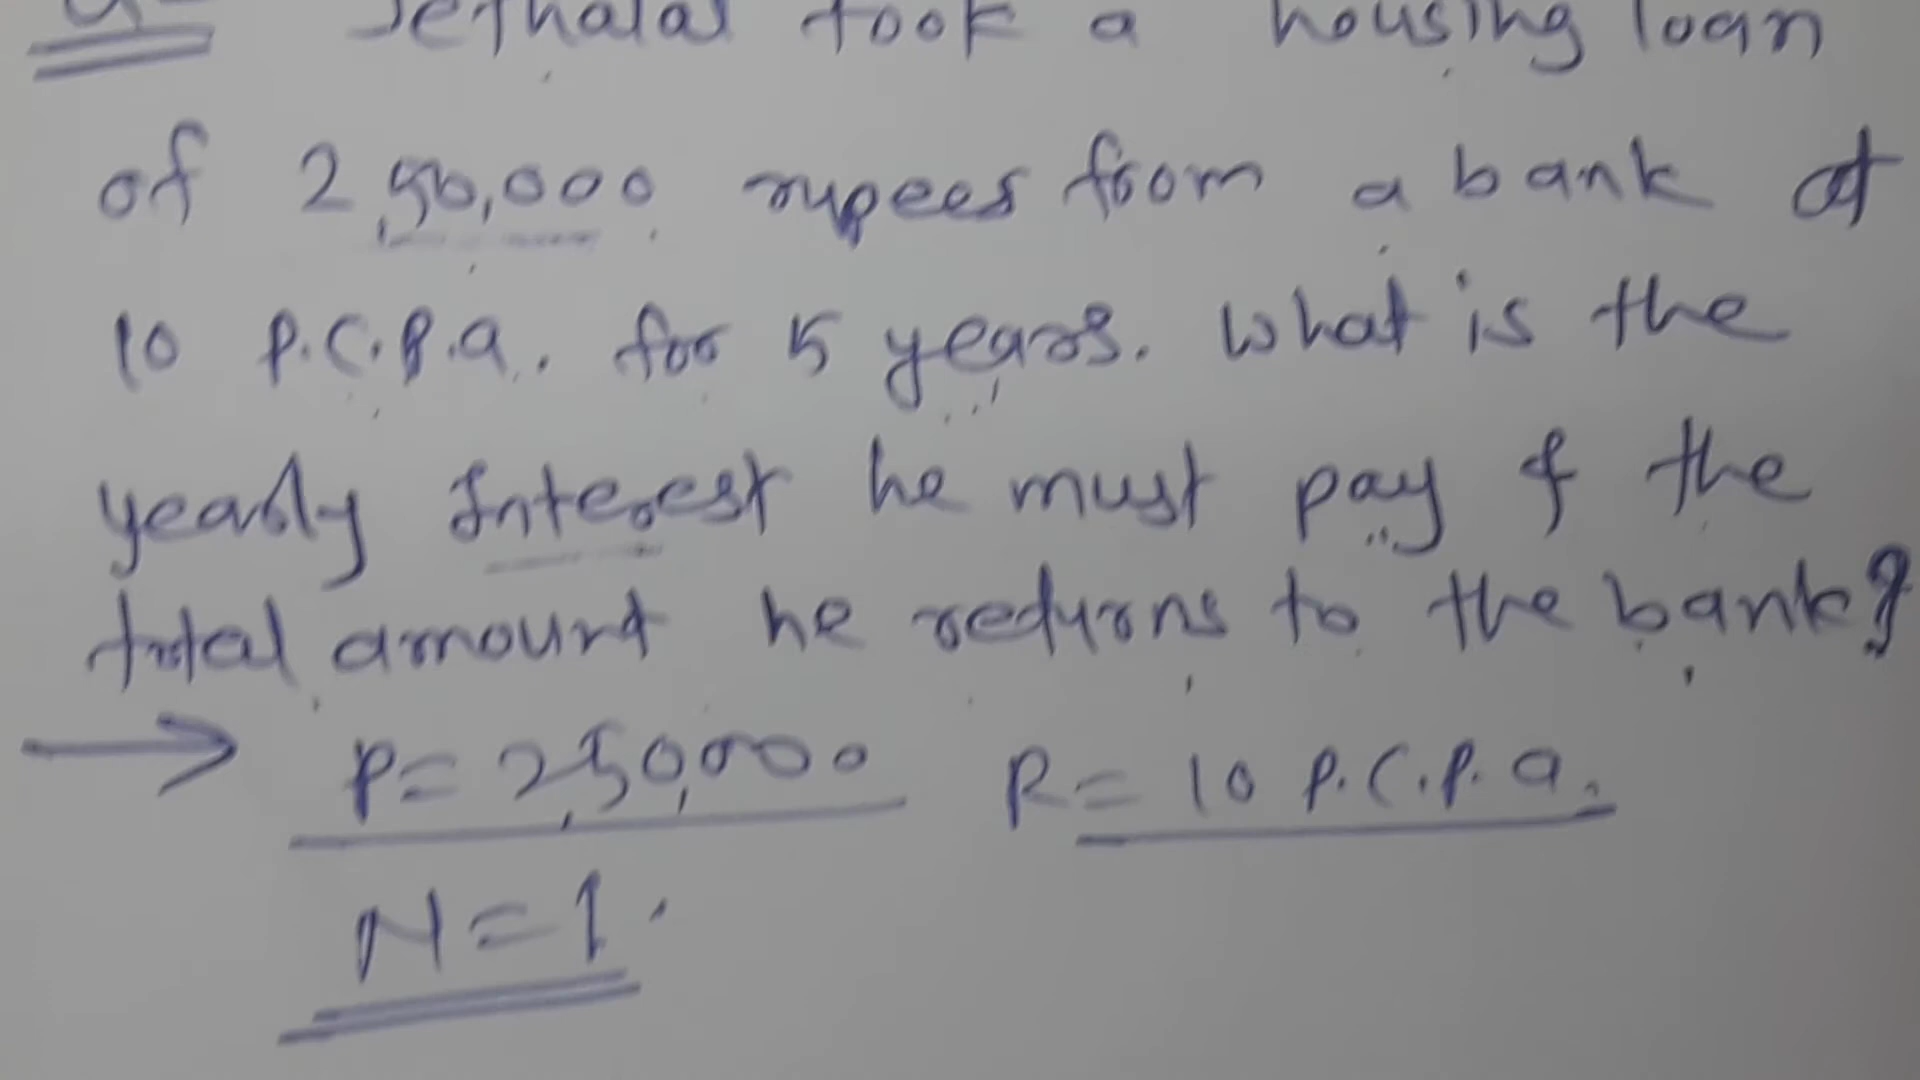 Jethalal took a housing loan
of 2,50,000 rupees from a bank at
10 P.C.P.a. for 5 years. What is the
yearly Interest he must pay & the
total amount he returns to the bank?
→ P= 2,50,000 R= 10 P.C.P.a.
N=1.